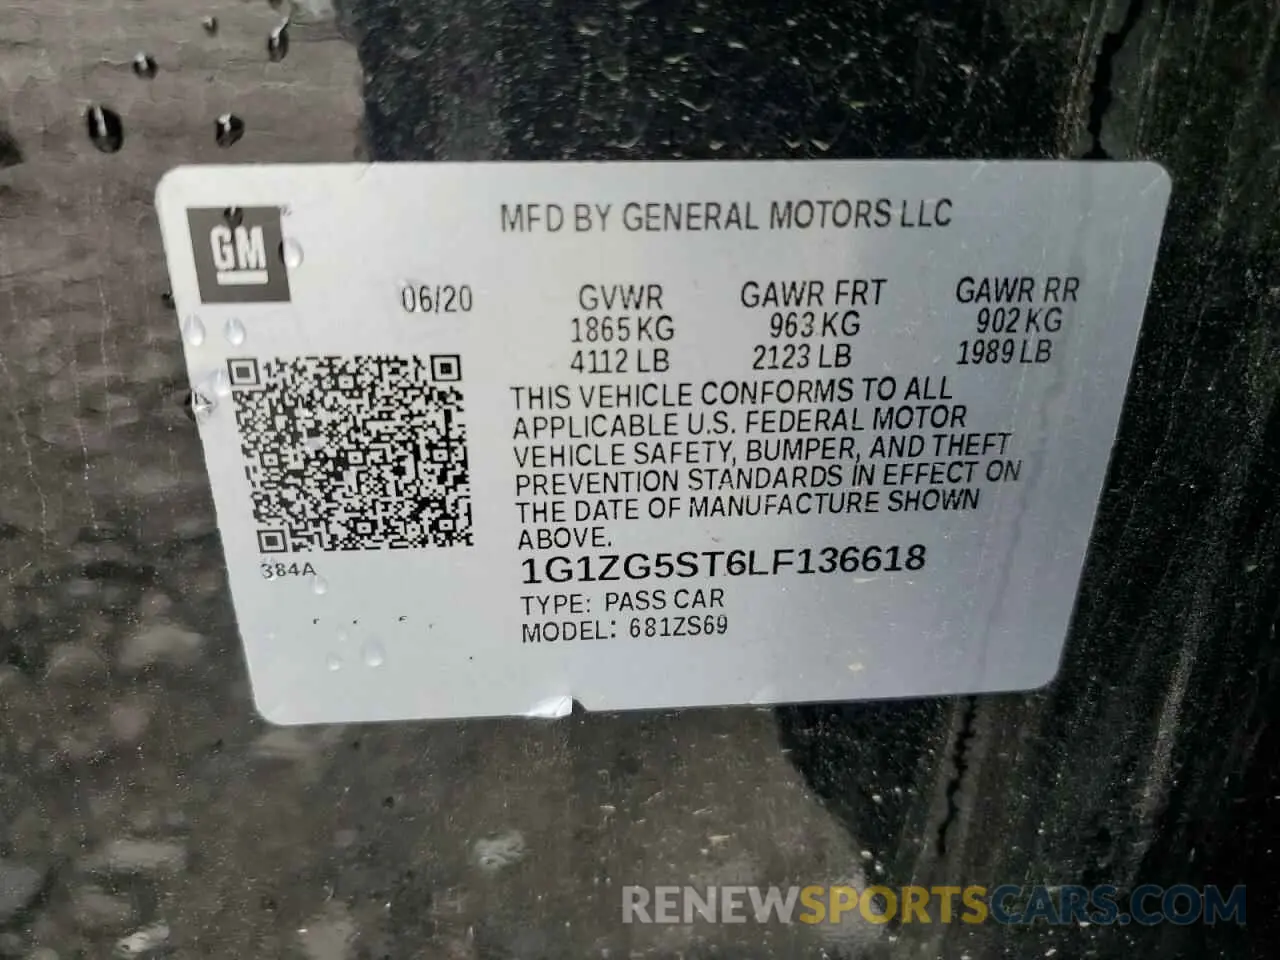 GM
MFD BY GENERAL MOTORS LLC
06/20
GVWR GAWR FRT GAWR RR
1865 KG 963 KG 902 KG
4112 LB 2123 LB 1989 LB
THIS VEHICLE CONFORMS TO ALL
APPLICABLE U.S. FEDERAL MOTOR
VEHICLE SAFETY, BUMPER, AND THEFT
PREVENTION STANDARDS IN EFFECT ON
THE DATE OF MANUFACTURE SHOWN
ABOVE.
384A
1G1ZG5ST6LF136618
TYPE: PASS CAR
MODEL: 681ZS69
RENEWSPORTSCARS.COM